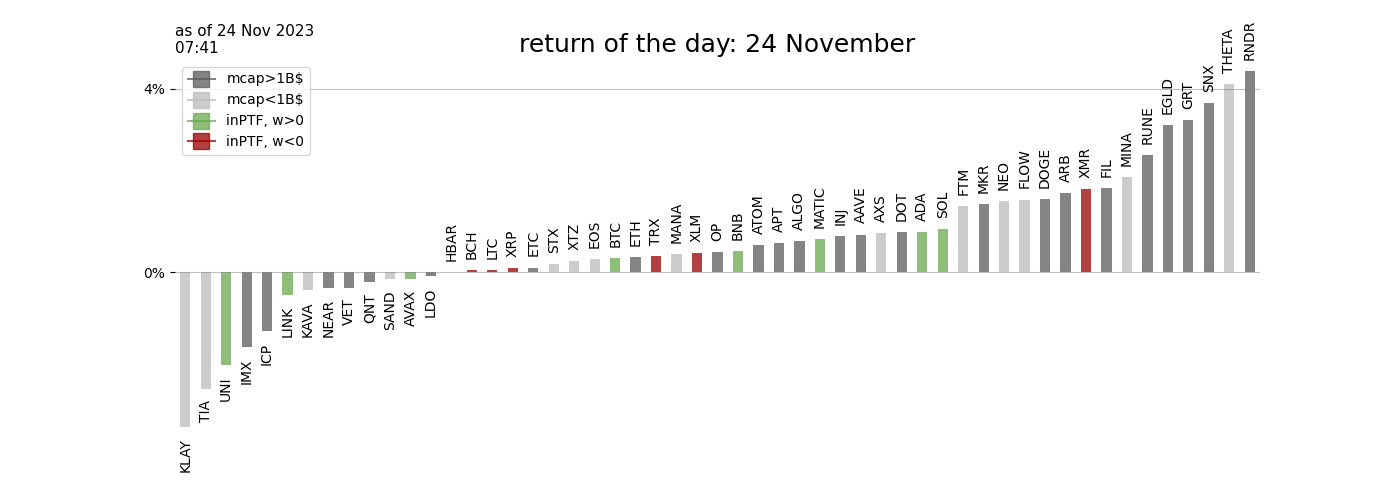 as of 24 Nov 2023
07:41
return of the day: 24 November
mcap>1B$
mcap<1B$
inPTF, w>0
inPTF, w<0
4%
0%
KLAY
TIA
UNI
IMX
ICP
LINK
KAVA
NEAR
VET
QNT
SAND
AVAX
LDO
HBAR
BCH
LTC
XRP
ETC
STX
XTZ
EOS
BTC
ETH
TRX
MANA
XLM
OP
BNB
ATOM
APT
ALGO
MATIC
INJ
AAVE
AXS
DOT
ADA
SOL
FTM
MKR
NEO
FLOW
DOGE
ARB
XMR
FIL
MINA
RUNE
EGLD
GRT
SNX
THETA
RNDR